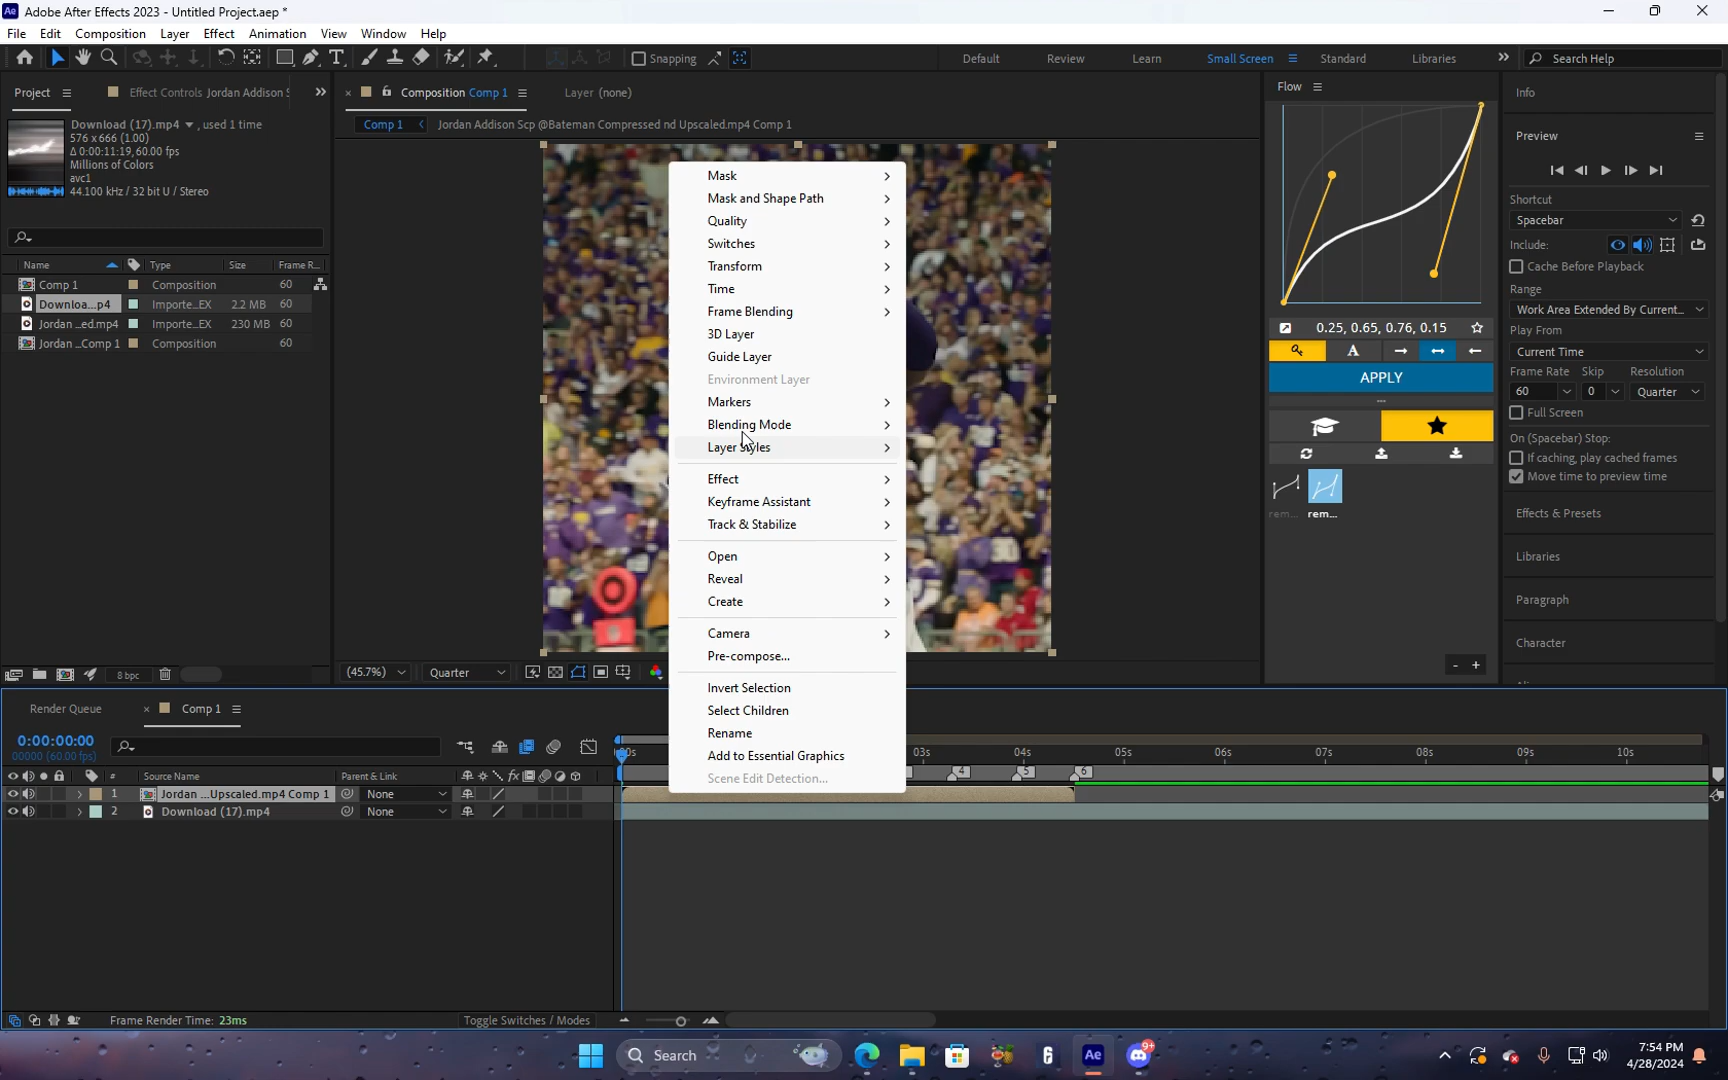 Ae Adobe After Effects 2023 - Untitled Project.aep *
File Edit Composition Layer Effect Animation View Window Help
Snapping
Default Review Learn Small Screen Standard Libraries Search Help
Project
Effect Controls Jordan Addison S
Download (17).mp4 , used 1 time
576 x 666 (1.00)
Δ 0:00:11:19, 60.00 fps
Millions of Colors
avc1
44.100 kHz / 32 bit U / Stereo
Name Type Size Frame R...
Comp 1 Composition 60
Downloa...p4 Importe...EX 2.2 MB 60
Jordan ...ed.mp4 Importe...EX 230 MB 60
Jordan ...Comp 1 Composition 60
8 bpc
Composition Comp 1
Layer (none)
Comp 1 Jordan Addison Scp @Bateman Compressed nd Upscaled.mp4 Comp 1
(45.7%) Quarter
Mask
Mask and Shape Path
Quality
Switches
Transform
Time
Frame Blending
3D Layer
Guide Layer
Environment Layer
Markers
Blending Mode
Layer Styles
Effect
Keyframe Assistant
Track & Stabilize
Open
Reveal
Create
Camera
Pre-compose...
Invert Selection
Select Children
Rename
Add to Essential Graphics
Scene Edit Detection...
Flow
0.25, 0.65, 0.76, 0.15
A
APPLY
rem...
rem...
- +
Info
Preview
Shortcut
Spacebar
Include:
Cache Before Playback
Range
Work Area Extended By Current...
Play From
Current Time
Frame Rate Skip Resolution
60 0 Quarter
Full Screen
On (Spacebar) Stop:
If caching, play cached frames
Move time to preview time
Effects & Presets
Libraries
Paragraph
Character
Render Queue
Comp 1
0:00:00:00
00000 (60.00 fps)
03s 04s 05s 06s 07s 08s 09s 10s
4 5 6
# Source Name Parent & Link
1 Jordan ...Upscaled.mp4 Comp 1 None
2 Download (17).mp4 None
Frame Render Time: 23ms
Toggle Switches / Modes
Search
Ae
9+
7:54 PM
4/28/2024